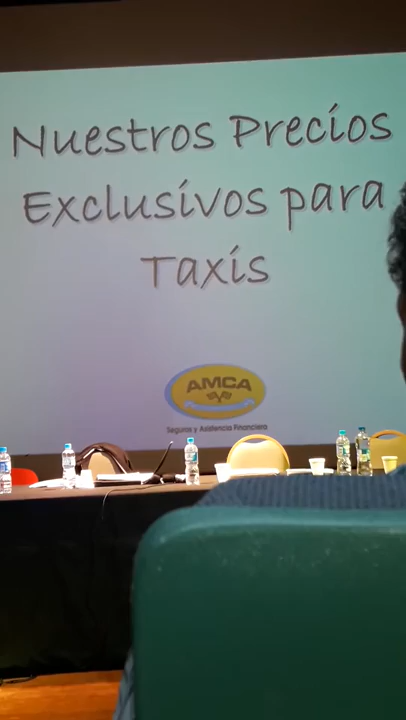 Nuestros Precios
Exclusivos para
Taxis
AMCA
Seguros y Asistencia Financiera